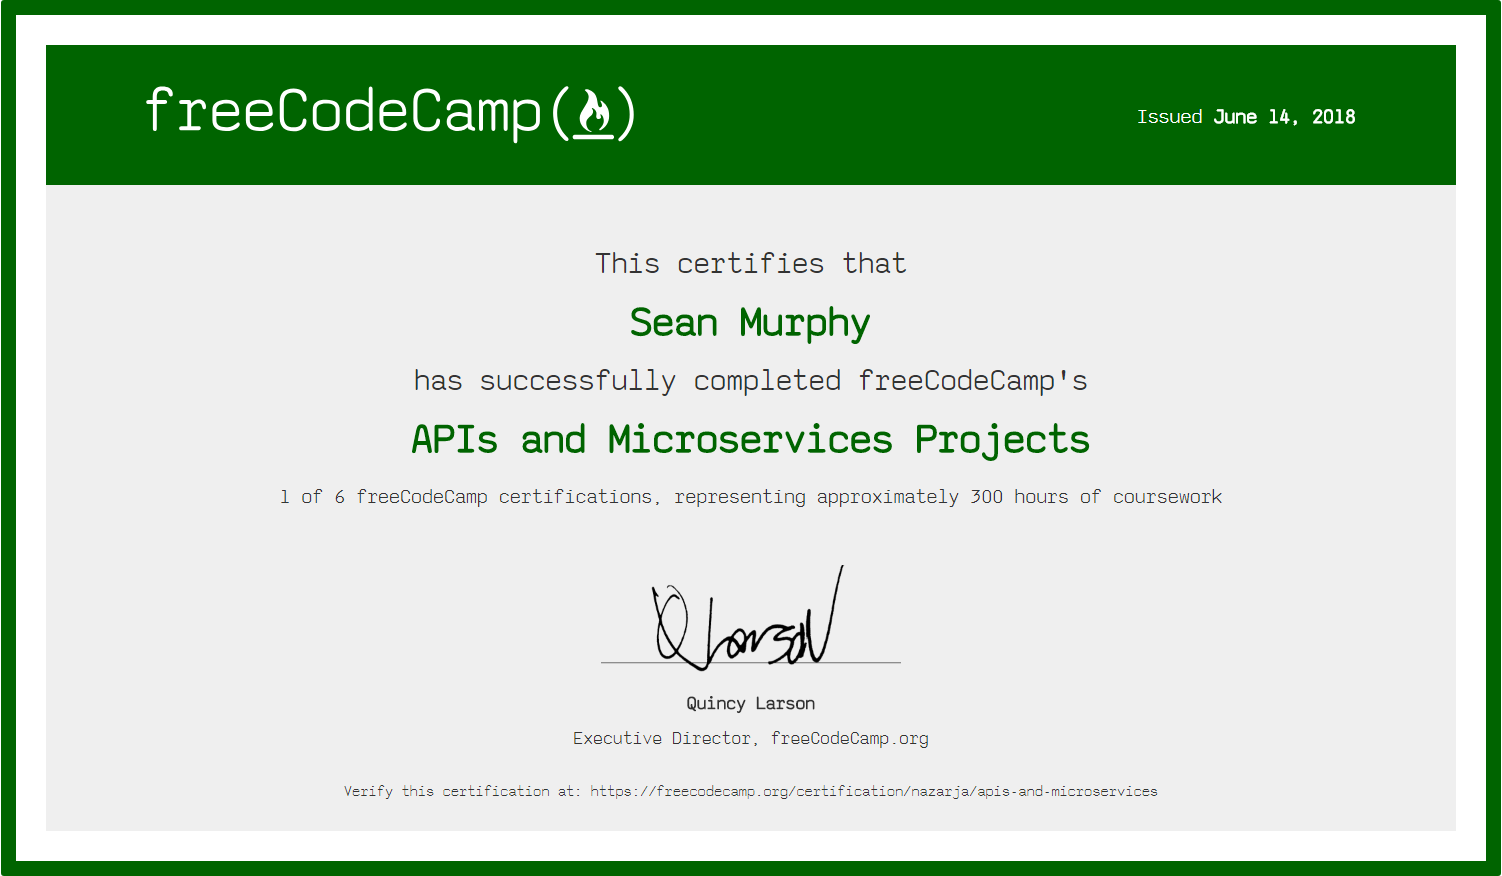 freeCodeCamp(🔥)
Issued June 14, 2018
This certifies that
Sean Murphy
has successfully completed freeCodeCamp's
APIs and Microservices Projects
1 of 6 freeCodeCamp certifications, representing approximately 300 hours of coursework
Q Larson
Quincy Larson
Executive Director, freeCodeCamp.org
Verify this certification at: https://freecodecamp.org/certification/nazarja/apis-and-microservices